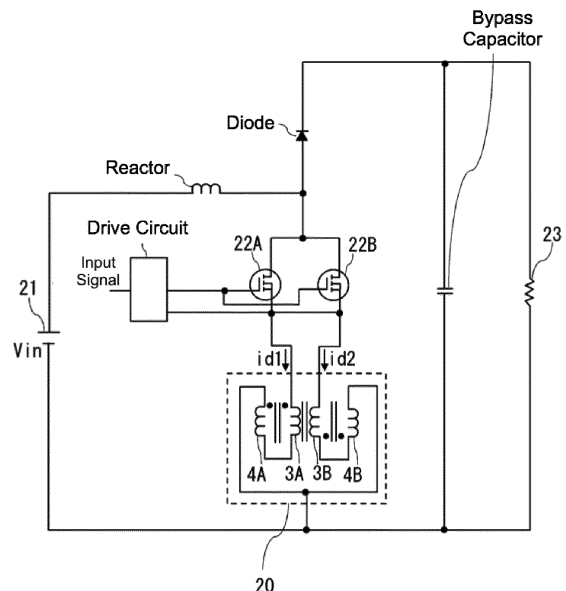 Bypass
Capacitor
Diode
Reactor
Drive Circuit
22A
22B
23
Input
Signal
21
Vin
id1
id2
4A
3A
3B
4B
20